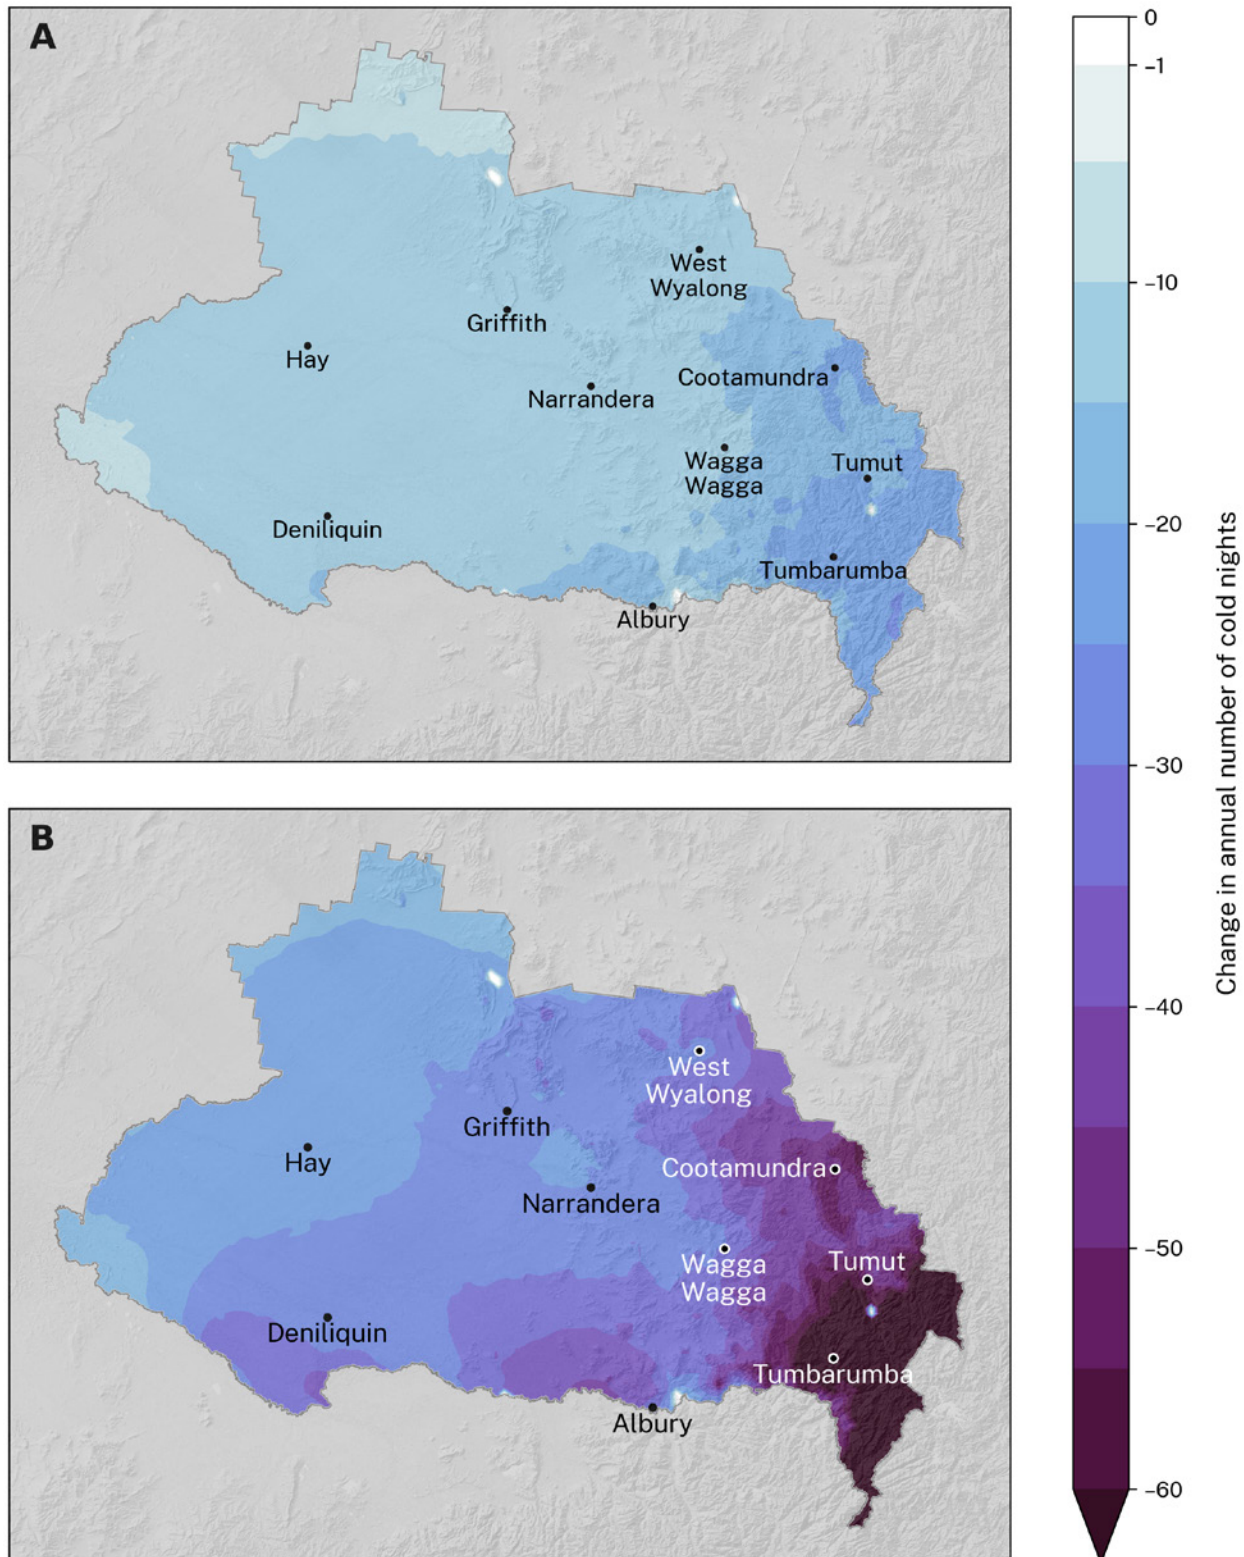 A
West
Wyalong
Griffith
Hay
Cootamundra
Narrandera
Wagga
Wagga
Tumut
Deniliquin
Tumbarumba
Albury
B
West
Wyalong
Griffith
Hay
Cootamundra
Narrandera
Wagga
Wagga
Tumut
Deniliquin
Tumbarumba
Albury
0
–1
–10
–20
–30
–40
–50
–60
Change in annual number of cold nights